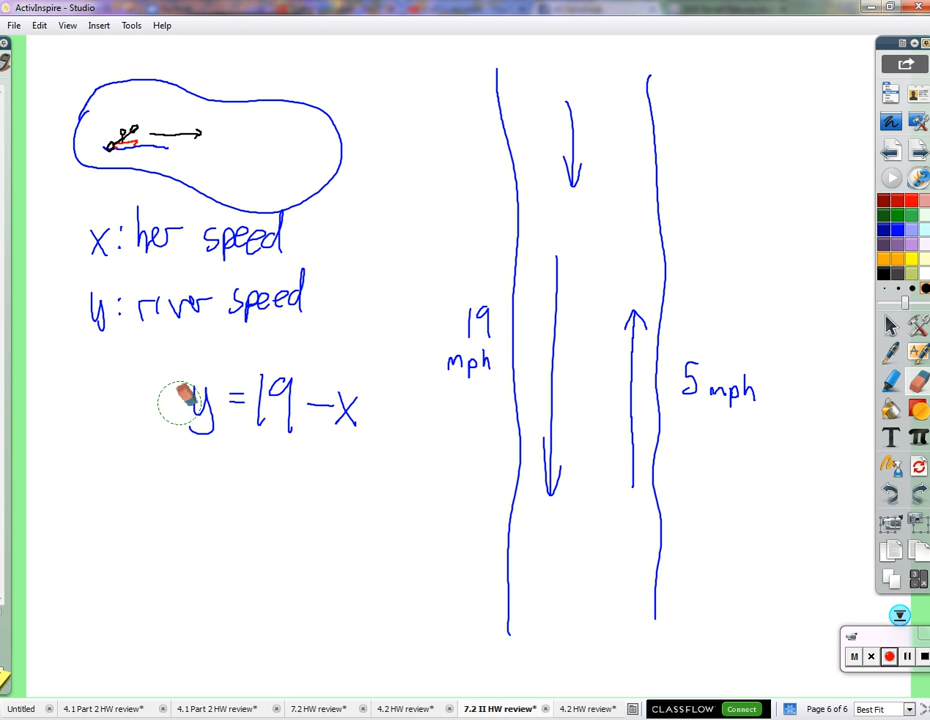 ActivInspire - Studio
File Edit View Insert Tools Help
x: her speed
y: river speed
19
mph
5 mph
y = 19 - x
M
Untitled
4.1 Part 2 HW review*
4.1 Part 2 HW review*
7.2 HW review*
4.2 HW review*
7.2 II HW review*
4.2 HW review*
CLASSFLOW Connect
Page 6 of 6
Best Fit